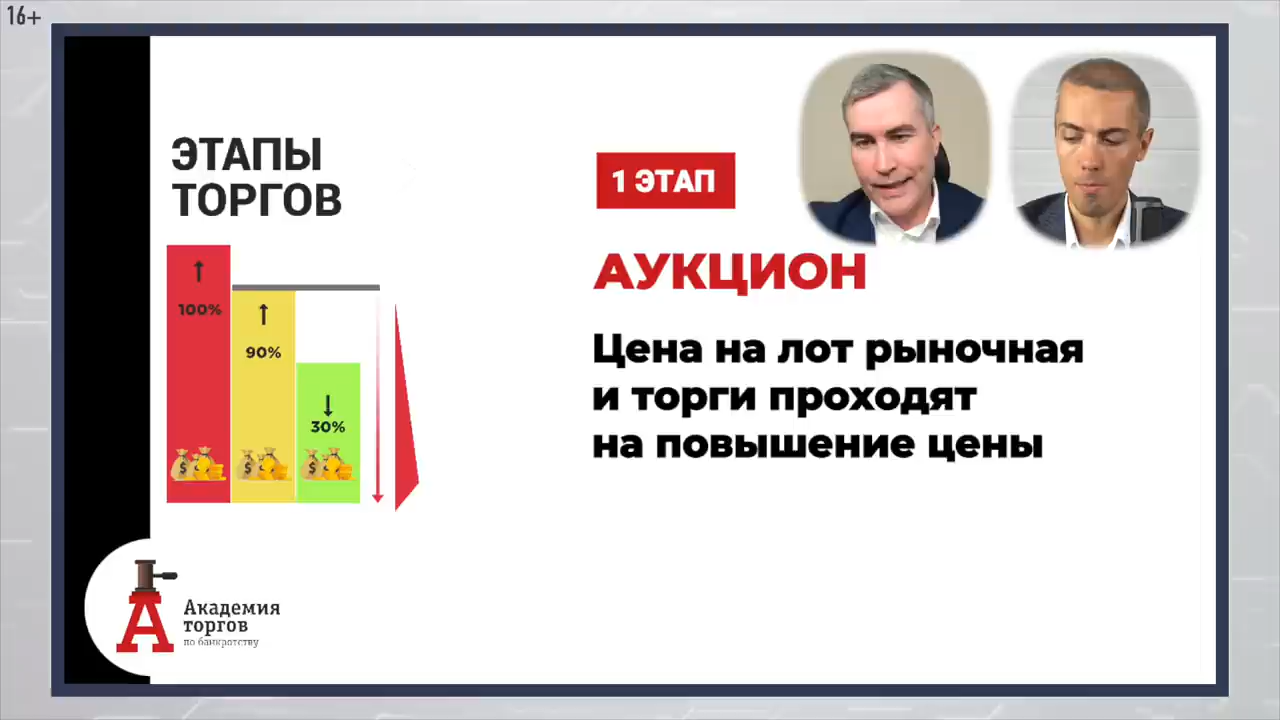 16+
ЭТАПЫ
ТОРГОВ
100%
90%
30%
1 ЭТАП
АУКЦИОН
Цена на лот рыночная
и торги проходят
на повышение цены
Академия
торгов
по банкротству